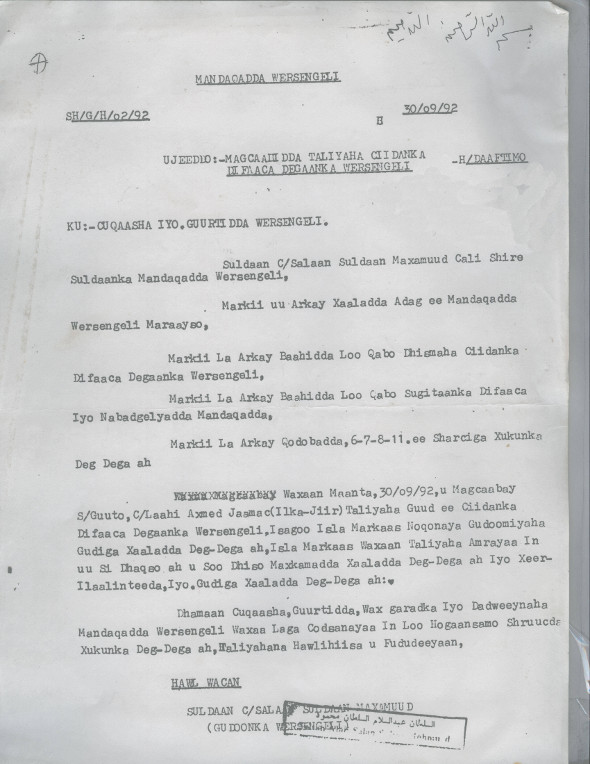 بسم الله الرحمن الرحيم
MANDAQADDA WERSENGELI
SH/G/H/02/92
30/09/92
UJEEDDO:-MAGCAABIDDA TALIYAHA CIIDANKA -H/DAAFTIMO
DIFAACA DEGAANKA WERSENGELI
KU:-CUQAASHA IYO.GUURTIDDA WERSENGELI.
Suldaan C/Salaan Suldaan Maxamuud Cali Shire
Suldaanka Mandaqadda Wersengeli,
Markii uu Arkay Xaaladda Adag ee Mandaqadda
Wersengeli Maraayso,
Markii La Arkay Baahidda Loo Qabo Dhismaha Ciidanka
Difaaca Degaanka Wersengeli,
Markii La Arkay Baahidda Loo Qabo Sugitaanka Difaaca
Iyo Nabadgelyadda Mandaqadda,
Markii La Arkay Qodobadda,6-7-8-11.ee Sharciga Xukunka
Deg Dega ah
Waxaan Maanta,30/09/92,u Magcaabay
S/Guuto,C/Laahi Axmed Jaamac(Ilka-Jiir)Taliyaha Guud ee Ciidanka
Difaaca Degaanka Wersengeli,Isagoo Isla Markaas Noqonaya Gudoomiyaha
Gudiga Xaaladda Deg-Dega ah,Isla Markaas Waxaan Taliyaha Amrayaa In
uu Si Dhaqso ah u Soo Dhiso Maxkamadda Xaaladda Deg-Dega ah Iyo Xeer-
Ilaalinteeda,Iyo.Gudiga Xaaladda Deg-Dega ah:
Dhamaan Cuqaasha,Guurtidda,Wax garadka Iyo Dadweeynaha
Mandaqadda Wersengeli Waxaa Laga Codsanayaa In Loo Hogaansamo Shruucda
Xukunka Deg-Dega ah,Taliyahana Hawlihiisa u Fududeeyaan,
HAWL WACAN
SULDAAN C/SALAA SULDAAN MAXAMUUD
(GUDOONKA WERSENGELI)
السلطان عبدالسلام السلطان محمود